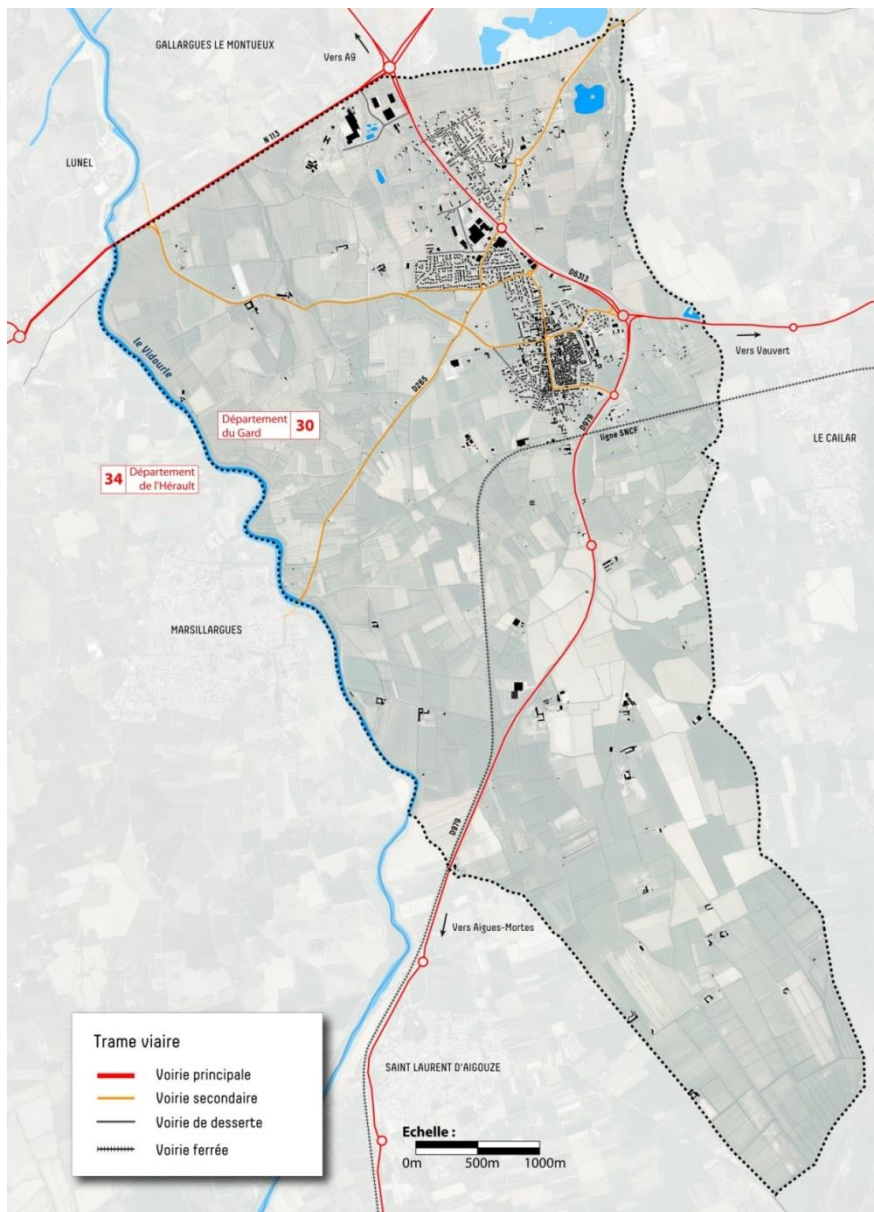 GALLARGUES LE MONTUEUX
Vers A9
N 113
LUNEL
D6313
le Vidourle
Vers Vauvert
D265
Département
du Gard
30
D979
ligne SNCF
LE CAILAR
34
Département
de l'Hérault
MARSILLARGUES
D979
Vers Aigues-Mortes
SAINT LAURENT D'AIGOUZE
Trame viaire
Voirie principale
Voirie secondaire
Voirie de desserte
Voirie ferrée
Echelle :
0m 500m 1000m